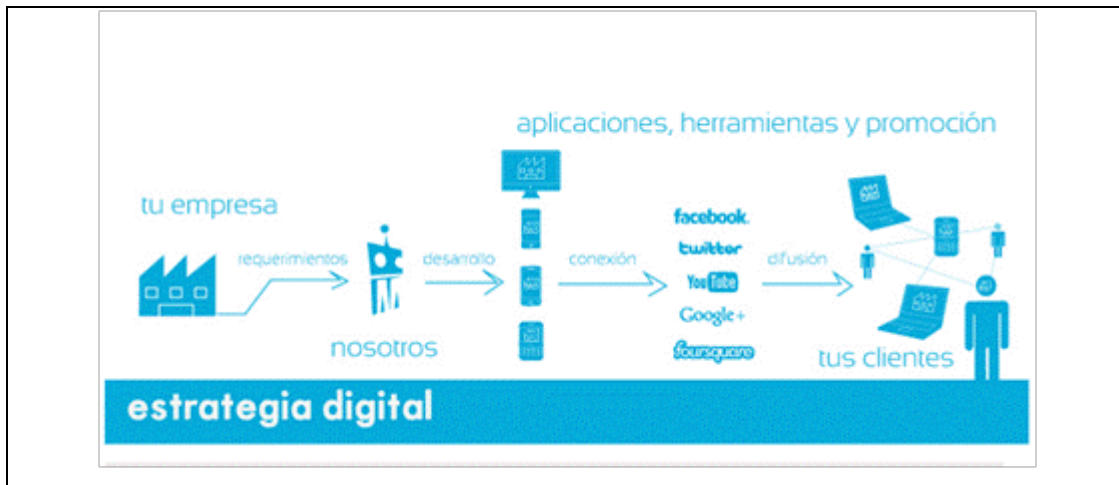 aplicaciones, herramientas y promoción
tu empresa
requerimientos
nosotros
desarrollo
conexión
facebook.
twitter
YouTube
Google+
foursquare
difusión
tus clientes
estrategia digital